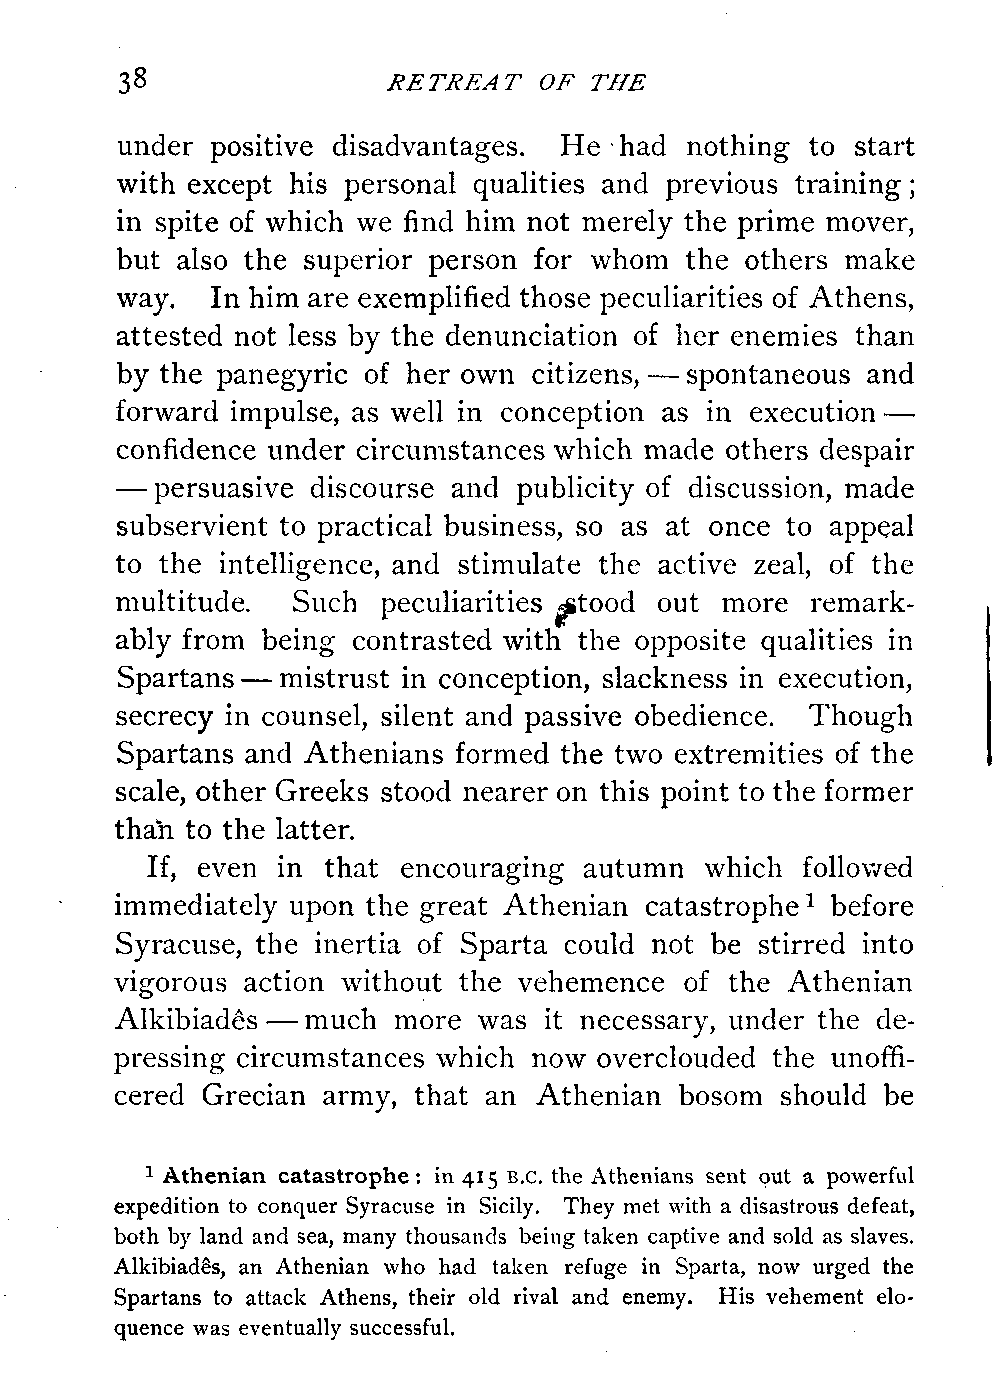 38 RETREAT OF THE
under positive disadvantages. He had nothing to start
with except his personal qualities and previous training;
in spite of which we find him not merely the prime mover,
but also the superior person for whom the others make
way. In him are exemplified those peculiarities of Athens,
attested not less by the denunciation of her enemies than
by the panegyric of her own citizens, — spontaneous and
forward impulse, as well in conception as in execution —
confidence under circumstances which made others despair
— persuasive discourse and publicity of discussion, made
subservient to practical business, so as at once to appeal
to the intelligence, and stimulate the active zeal, of the
multitude. Such peculiarities stood out more remark-
ably from being contrasted with the opposite qualities in
Spartans — mistrust in conception, slackness in execution,
secrecy in counsel, silent and passive obedience. Though
Spartans and Athenians formed the two extremities of the
scale, other Greeks stood nearer on this point to the former
than to the latter.
If, even in that encouraging autumn which followed
immediately upon the great Athenian catastrophe¹ before
Syracuse, the inertia of Sparta could not be stirred into
vigorous action without the vehemence of the Athenian
Alkibiadês — much more was it necessary, under the de-
pressing circumstances which now overclouded the unoffi-
cered Grecian army, that an Athenian bosom should be
¹ Athenian catastrophe: in 415 B.C. the Athenians sent out a powerful
expedition to conquer Syracuse in Sicily. They met with a disastrous defeat,
both by land and sea, many thousands being taken captive and sold as slaves.
Alkibiadês, an Athenian who had taken refuge in Sparta, now urged the
Spartans to attack Athens, their old rival and enemy. His vehement elo-
quence was eventually successful.